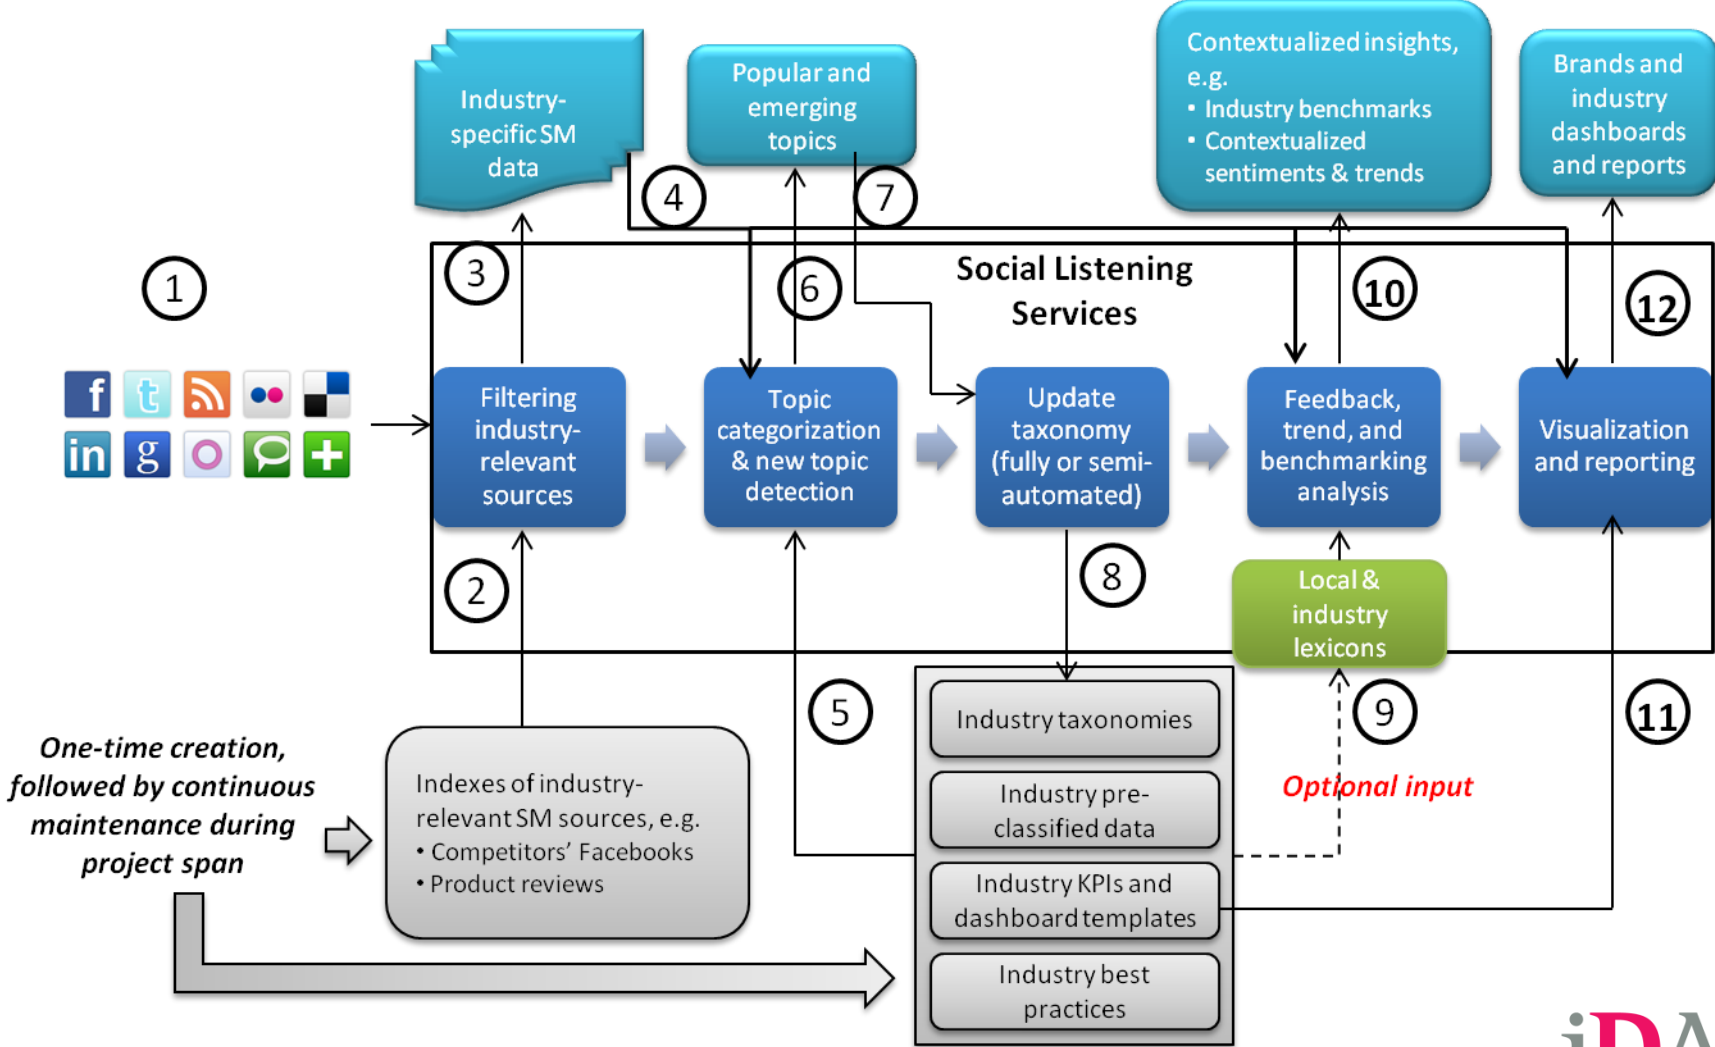 Industry-
specific SM
data
Popular and
emerging
topics
Contextualized insights,
e.g.
• Industry benchmarks
• Contextualized
sentiments & trends
Brands and
industry
dashboards
and reports
4
7
1
3
6
10
12
Social Listening
Services
f
t
in
g
Filtering
industry-
relevant
sources
Topic
categorization
& new topic
detection
Update
taxonomy
(fully or semi-
automated)
Feedback,
trend, and
benchmarking
analysis
Visualization
and reporting
2
8
Local &
industry
lexicons
5
9
11
One-time creation,
followed by continuous
maintenance during
project span
Indexes of industry-
relevant SM sources, e.g.
• Competitors' Facebooks
• Product reviews
Industry taxonomies
Industry pre-
classified data
Industry KPIs and
dashboard templates
Industry best
practices
Optional input
iDA